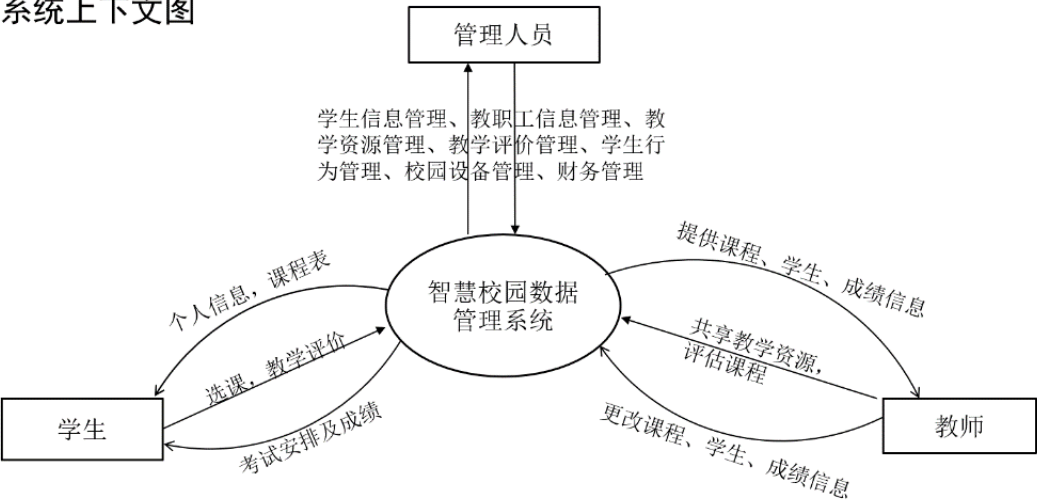 系统上下文图
管理人员
学生信息管理、教职工信息管理、教
学资源管理、教学评价管理、学生行
为管理、校园设备管理、财务管理
提供课程、学生、成绩信息
个人信息，课程表
智慧校园数据
管理系统
共享教学资源，
评估课程
选课，教学评价
学生
考试安排及成绩
更改课程、学生、成绩信息
教师